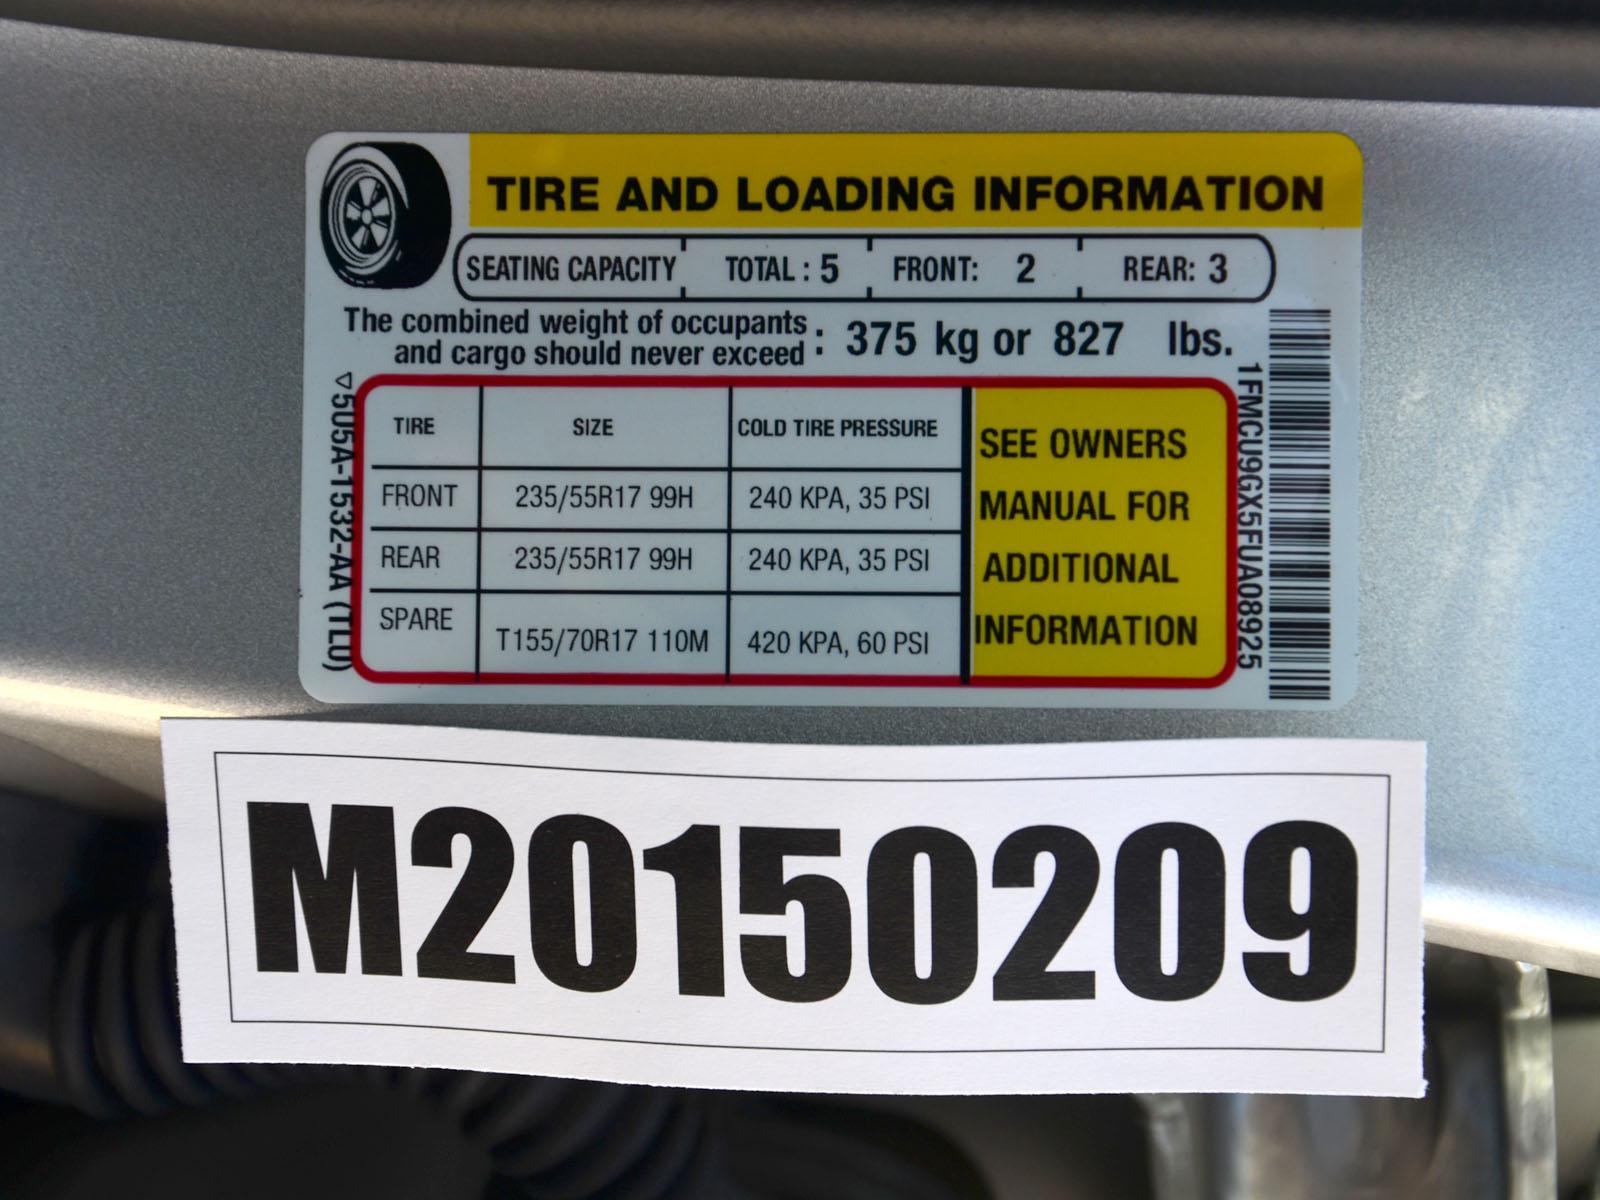 TIRE AND LOADING INFORMATION
SEATING CAPACITY TOTAL : 5 FRONT: 2 REAR: 3
The combined weight of occupants
and cargo should never exceed : 375 kg or 827 lbs.
TIRE SIZE COLD TIRE PRESSURE
FRONT 235/55R17 99H 240 KPA, 35 PSI
REAR 235/55R17 99H 240 KPA, 35 PSI
SPARE T155/70R17 110M 420 KPA, 60 PSI
SEE OWNERS
MANUAL FOR
ADDITIONAL
INFORMATION
5U5A-1532-AA (TLU)
1FMCU9GX5FUA08925
M20150209